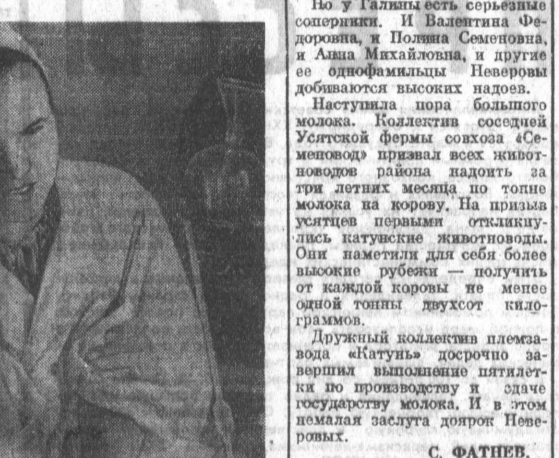 Но у Галины есть серьезные
соперники. И Валентина Фе-
доровна, и Полина Семеновна,
и Анна Михайловна, и другие
ее однофамильцы Неверовы
добиваются высоких надоев.
Наступила пора большого
молока. Коллектив соседней
Усятской фермы совхоза «Се-
меновод» призвал всех живот-
новодов района надоить за
три летних месяца по тонне
молока на корову. На призыв
усятцев первыми откликну-
лись катунские животноводы.
Они наметили для себя более
высокие рубежи — получить
от каждой коровы не менее
одной тонны двухсот кило-
граммов.
Дружный коллектив племза-
вода «Катунь» досрочно за-
вершил выполнение пятилет-
ки по производству и сдаче
государству молока. И в этом
немалая заслуга доярок Неве-
ровых.
С. ФАТНЕВ.